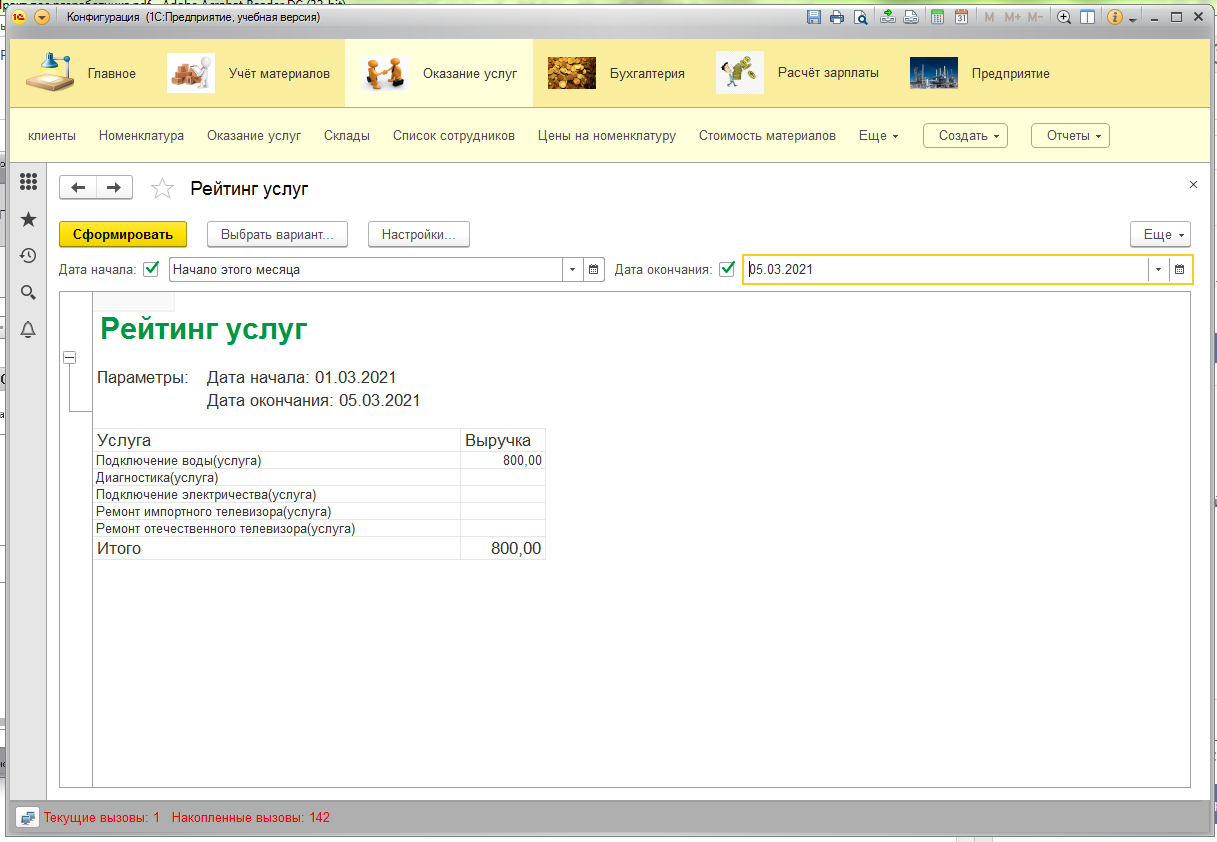 Конфигурация (1С:Предприятие, учебная версия)
M M+ M-
Главное Учёт материалов Оказание услуг Бухгалтерия Расчёт зарплаты Предприятие
клиенты Номенклатура Оказание услуг Склады Список сотрудников Цены на номенклатуру Стоимость материалов Еще Создать Отчеты
Рейтинг услуг
Сформировать Выбрать вариант... Настройки... Еще
Дата начала: Начало этого месяца Дата окончания: 05.03.2021
Рейтинг услуг
Параметры: Дата начала: 01.03.2021
Дата окончания: 05.03.2021
Услуга Выручка
Подключение воды(услуга) 800,00
Диагностика(услуга)
Подключение электричества(услуга)
Ремонт импортного телевизора(услуга)
Ремонт отечественного телевизора(услуга)
Итого 800,00
Текущие вызовы: 1 Накопленные вызовы: 142